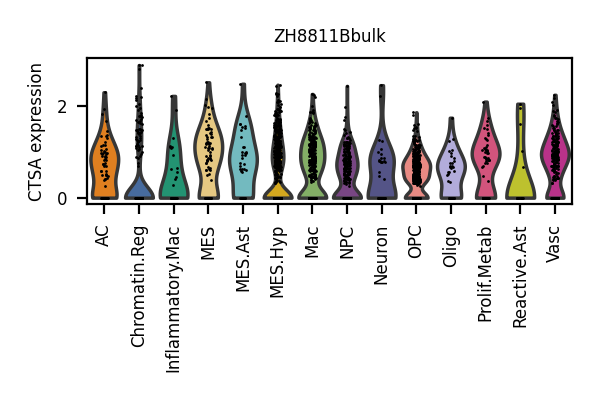 ZH8811Bbulk
CTSA expression
2
0
AC
Chromatin.Reg
Inflammatory.Mac
MES
MES.Ast
MES.Hyp
Mac
NPC
Neuron
OPC
Oligo
Prolif.Metab
Reactive.Ast
Vasc